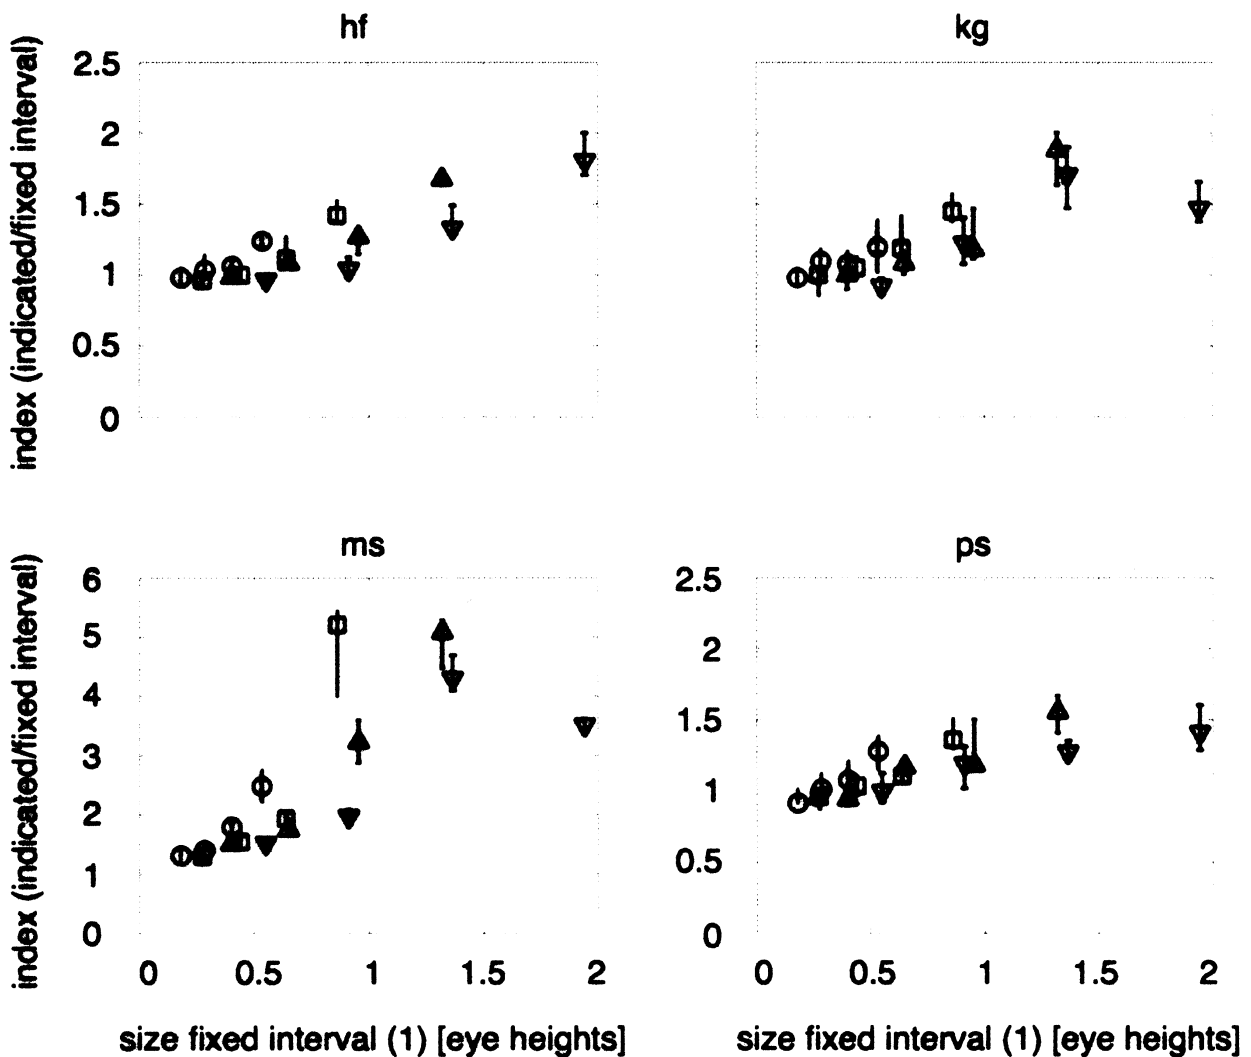 hf
kg
index (indicated/fixed interval)
2.5
2
1.5
1
0.5
0
ms
ps
index (indicated/fixed interval)
6
5
4
3
2
1
0
2.5
2
1.5
1
0.5
0
0 0.5 1 1.5 2
0 0.5 1 1.5 2
size fixed interval (1) [eye heights]
size fixed interval (1) [eye heights]